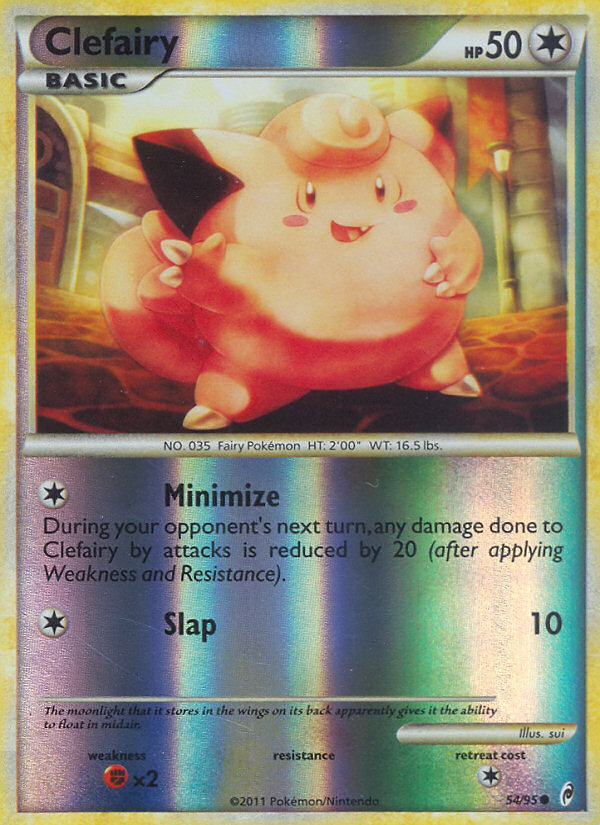 Clefairy
HP 50
BASIC
NO. 035 Fairy Pokémon HT: 2'00" WT: 16.5 lbs.
Minimize
During your opponent's next turn, any damage done to
Clefairy by attacks is reduced by 20 (after applying
Weakness and Resistance).
Slap 10
The moonlight that it stores in the wings on its back apparently gives it the ability
to float in midair.
Illus. sui
weakness resistance retreat cost
×2
©2011 Pokémon/Nintendo 54/95